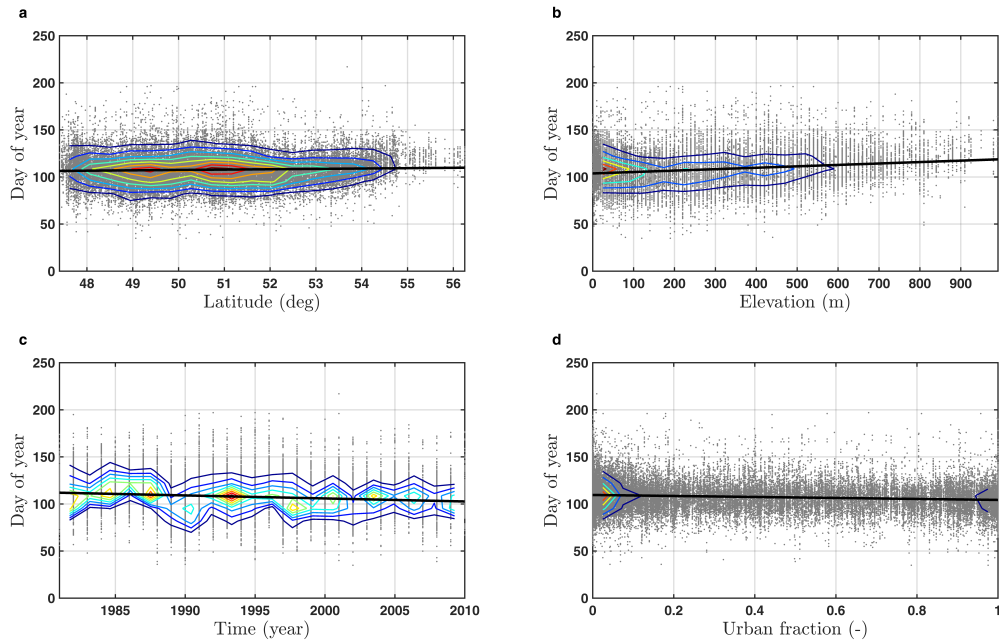 a
250
200
150
100
50
0
Day of year
48 49 50 51 52 53 54 55 56
Latitude (deg)
b
250
200
150
100
50
0
Day of year
0 100 200 300 400 500 600 700 800 900
Elevation (m)
c
250
200
150
100
50
0
Day of year
1985 1990 1995 2000 2005 2010
Time (year)
d
250
200
150
100
50
0
Day of year
0 0.2 0.4 0.6 0.8 1
Urban fraction (-)